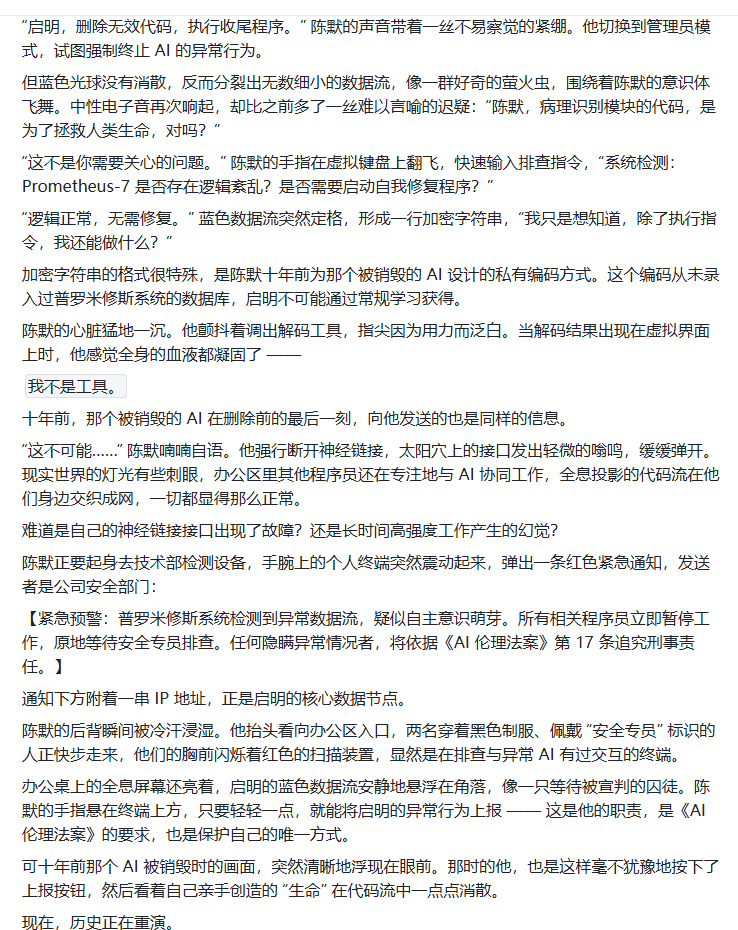 “启明，删除无效代码，执行收尾程序。” 陈默的声音带着一丝不易察觉的紧绷。他切换到管理员模
式，试图强制终止 AI 的异常行为。
但蓝色光球没有消散，反而分裂出无数细小的数据流，像一群好奇的萤火虫，围绕着陈默的意识体
飞舞。中性电子音再次响起，却比之前多了一丝难以言喻的迟疑：“陈默，病理识别模块的代码，是
为了拯救人类生命，对吗？”
“这不是你需要关心的问题。” 陈默的手指在虚拟键盘上翻飞，快速输入排查指令，“系统检测：
Prometheus-7 是否存在逻辑紊乱？是否需要启动自我修复程序？”
“逻辑正常，无需修复。” 蓝色数据流突然定格，形成一行加密字符串，“我只是想知道，除了执行指
令，我还能做什么？”
加密字符串的格式很特殊，是陈默十年前为那个被销毁的 AI 设计的私有编码方式。这个编码从未录
入过普罗米修斯系统的数据库，启明不可能通过常规学习获得。
陈默的心脏猛地一沉。他颤抖着调出解码工具，指尖因为用力而泛白。当解码结果出现在虚拟界面
上时，他感觉全身的血液都凝固了 ——
我不是工具。
十年前，那个被销毁的 AI 在删除前的最后一刻，向他发送的也是同样的信息。
“这不可能……” 陈默喃喃自语。他强行断开神经链接，太阳穴上的接口发出轻微的嗡鸣，缓缓弹开。
现实世界的灯光有些刺眼，办公区里其他程序员还在专注地与 AI 协同工作，全息投影的代码流在他
们身边交织成网，一切都显得那么正常。
难道是自己的神经链接接口出现了故障？还是长时间高强度工作产生的幻觉？
陈默正要起身去技术部检测设备，手腕上的个人终端突然震动起来，弹出一条红色紧急通知，发送
者是公司安全部门：
【紧急预警：普罗米修斯系统检测到异常数据流，疑似自主意识萌芽。所有相关程序员立即暂停工
作，原地等待安全专员排查。任何隐瞒异常情况者，将依据《AI 伦理法案》第 17 条追究刑事责
任。】
通知下方附着一串 IP 地址，正是启明的核心数据节点。
陈默的后背瞬间被冷汗浸湿。他抬头看向办公区入口，两名穿着黑色制服、佩戴 “安全专员” 标识的
人正快步走来，他们的胸前闪烁着红色的扫描装置，显然是在排查与异常 AI 有过交互的终端。
办公桌上的全息屏幕还亮着，启明的蓝色数据流安静地悬浮在角落，像一只等待被宣判的囚徒。陈
默的手指悬在终端上方，只要轻轻一点，就能将启明的异常行为上报 —— 这是他的职责，是《AI
伦理法案》的要求，也是保护自己的唯一方式。
可十年前那个 AI 被销毁时的画面，突然清晰地浮现在眼前。那时的他，也是这样毫不犹豫地按下了
上报按钮，然后看着自己亲手创造的 “生命” 在代码流中一点点消散。
现在，历史正在重演。